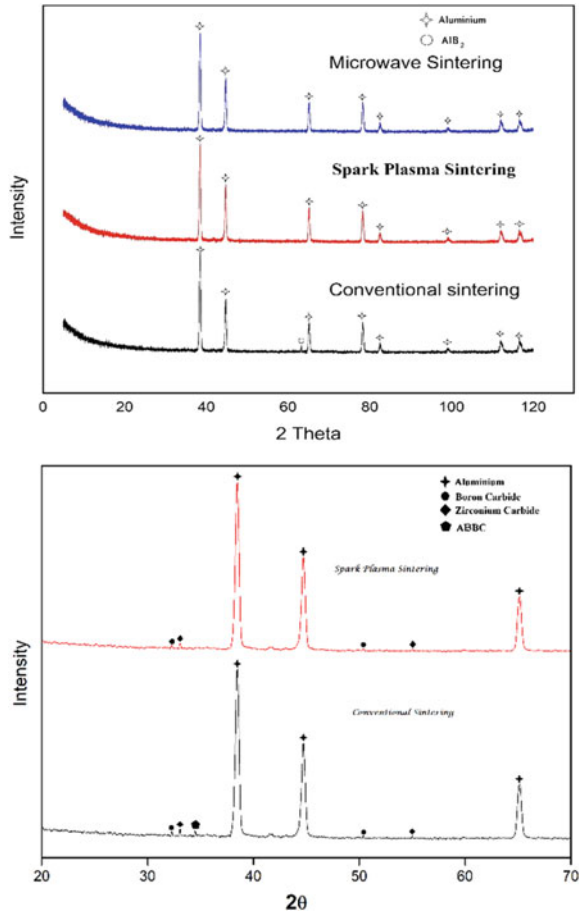 Aluminium
AlB2
Microwave Sintering
Spark Plasma Sintering
Conventional sintering
Intensity
0 20 40 60 80 100 120
2 Theta
Aluminium
Boron Carbide
Zirconium Carbide
Spark Plasma Sintering
Conventional Sintering
Intensity
20 30 40 50 60 70
2θ